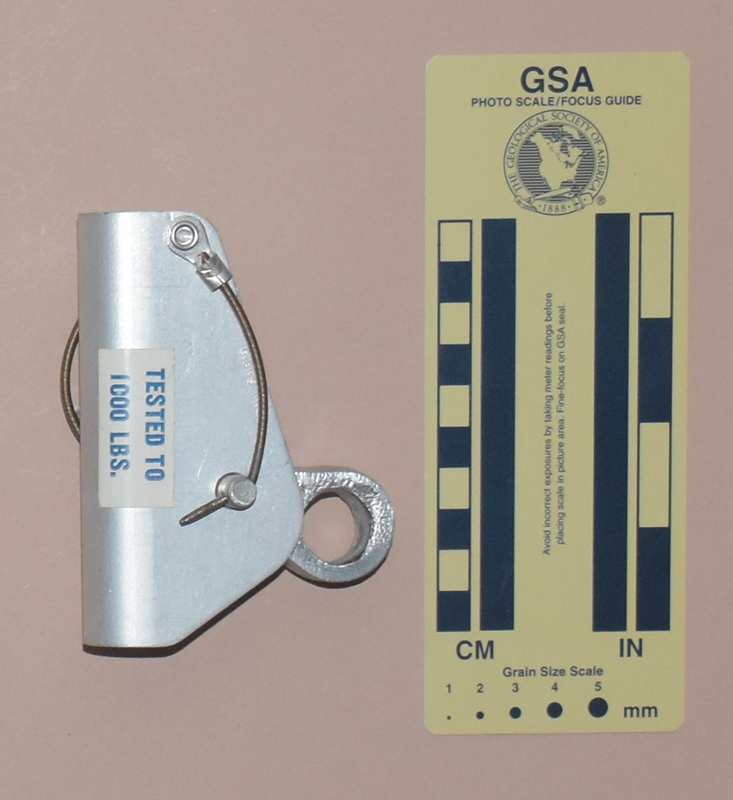 TESTED TO
1000 LBS.
GSA
PHOTO SCALE/FOCUS GUIDE
THE GEOLOGICAL SOCIETY OF AMERICA
·1888·
®
Avoid incorrect exposures by taking meter readings before
placing scale in picture area. Fine-focus on GSA seal.
CM
IN
Grain Size Scale
1 2 3 4 5
mm